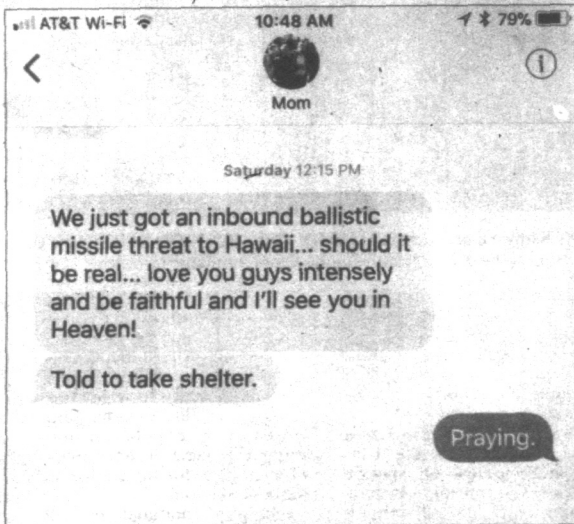 AT&T Wi-Fi 10:48 AM 79%
Mom
Saturday 12:15 PM
We just got an inbound ballistic
missile threat to Hawaii... should it
be real... love you guys intensely
and be faithful and I'll see you in
Heaven!
Told to take shelter.
Praying.